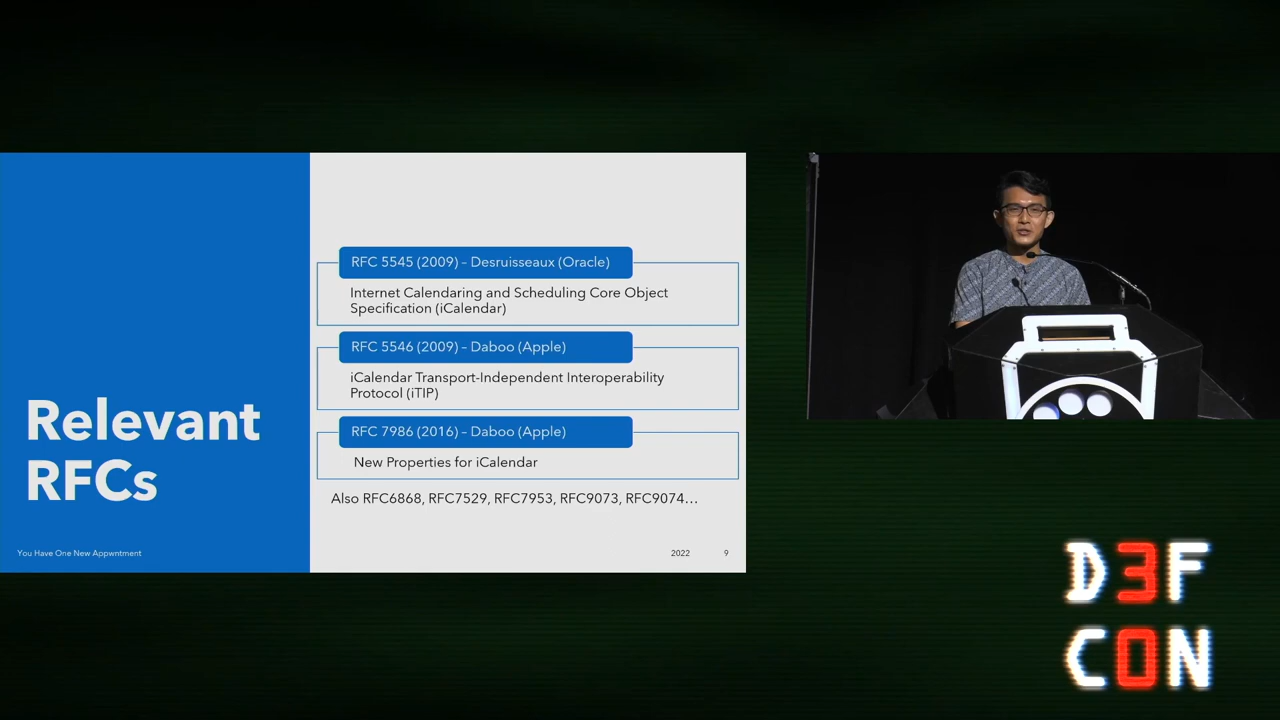 Relevant
RFCs
RFC 5545 (2009) – Desruisseaux (Oracle)
Internet Calendaring and Scheduling Core Object
Specification (iCalendar)
RFC 5546 (2009) – Daboo (Apple)
iCalendar Transport-Independent Interoperability
Protocol (iTIP)
RFC 7986 (2016) – Daboo (Apple)
New Properties for iCalendar
Also RFC6868, RFC7529, RFC7953, RFC9073, RFC9074…
You Have One New Appwntment
2022
9
D3F
C0N